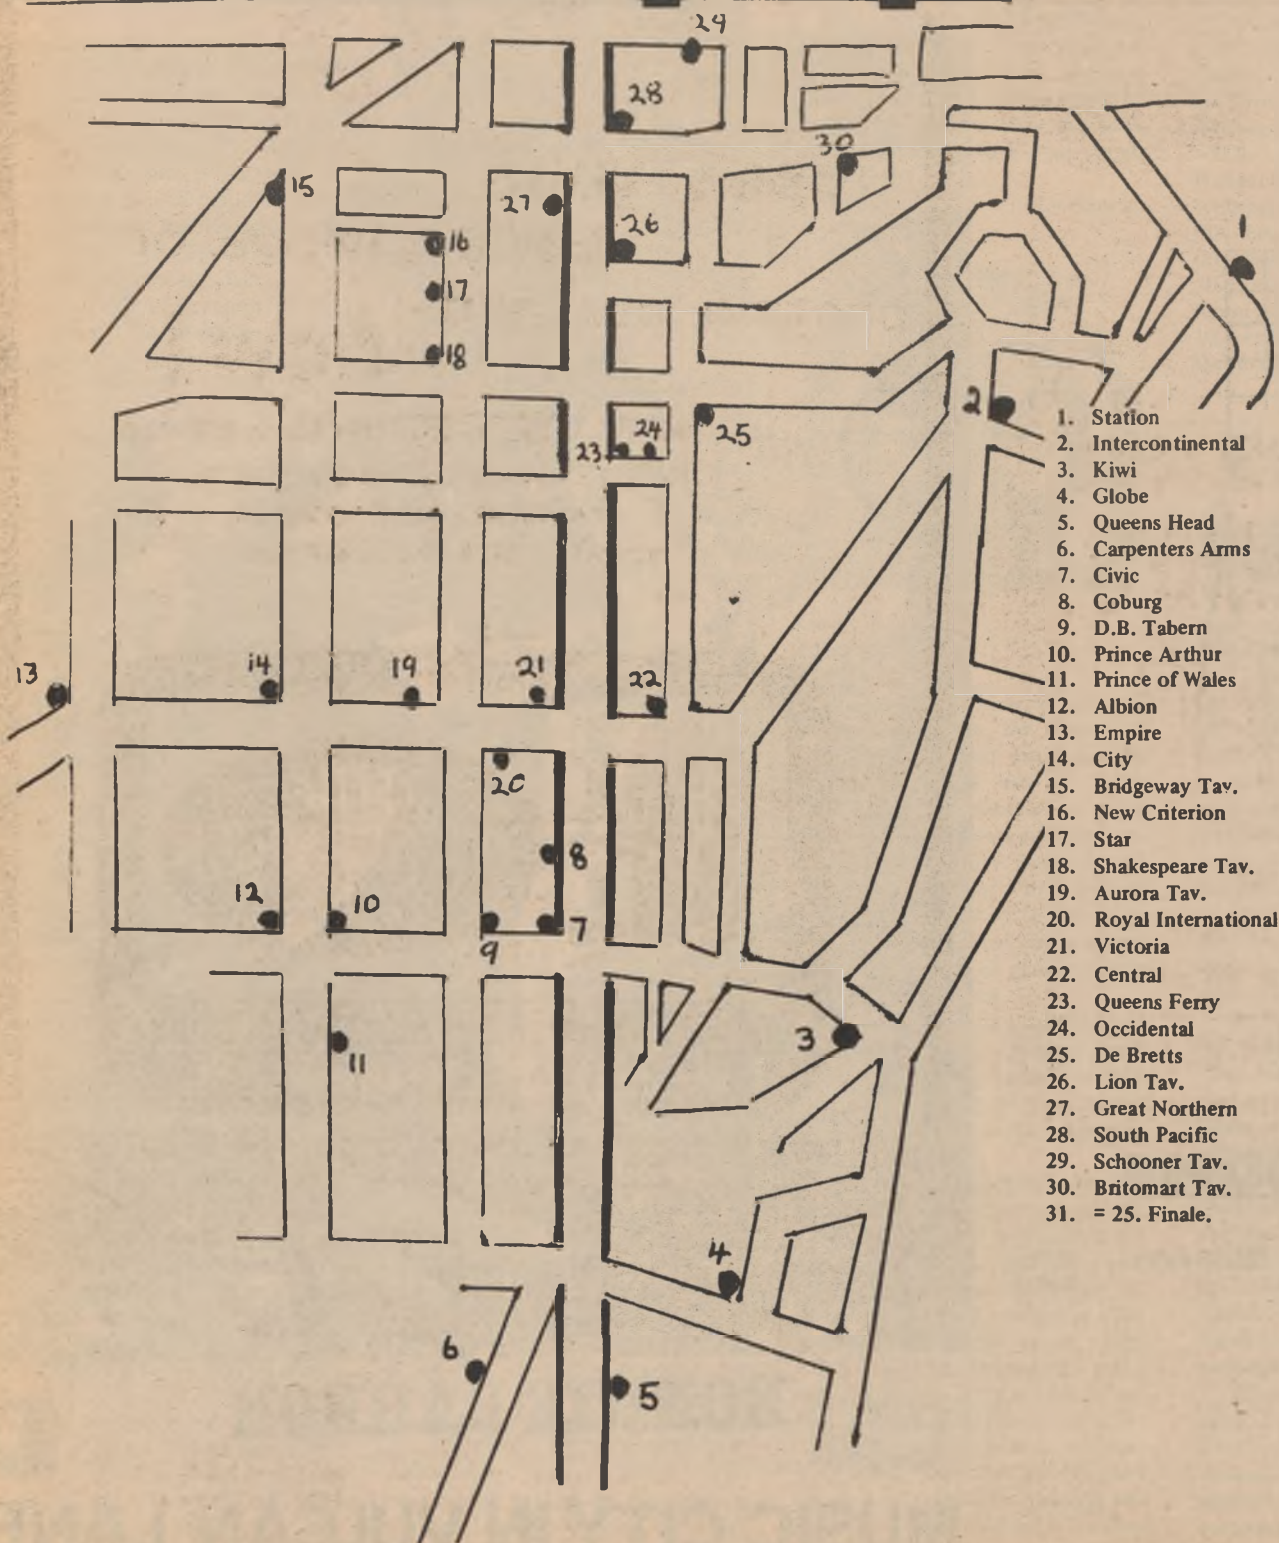 29
28
30
15
27
26
16
17
18
1
2
25
24
23
13
14
19
21
22
20
8
12
10
7
9
3
11
4
6
5
1. Station
2. Intercontinental
3. Kiwi
4. Globe
5. Queens Head
6. Carpenters Arms
7. Civic
8. Coburg
9. D.B. Tabern
10. Prince Arthur
11. Prince of Wales
12. Albion
13. Empire
14. City
15. Bridgeway Tav.
16. New Criterion
17. Star
18. Shakespeare Tav.
19. Aurora Tav.
20. Royal International
21. Victoria
22. Central
23. Queens Ferry
24. Occidental
25. De Bretts
26. Lion Tav.
27. Great Northern
28. South Pacific
29. Schooner Tav.
30. Britomart Tav.
31. = 25. Finale.